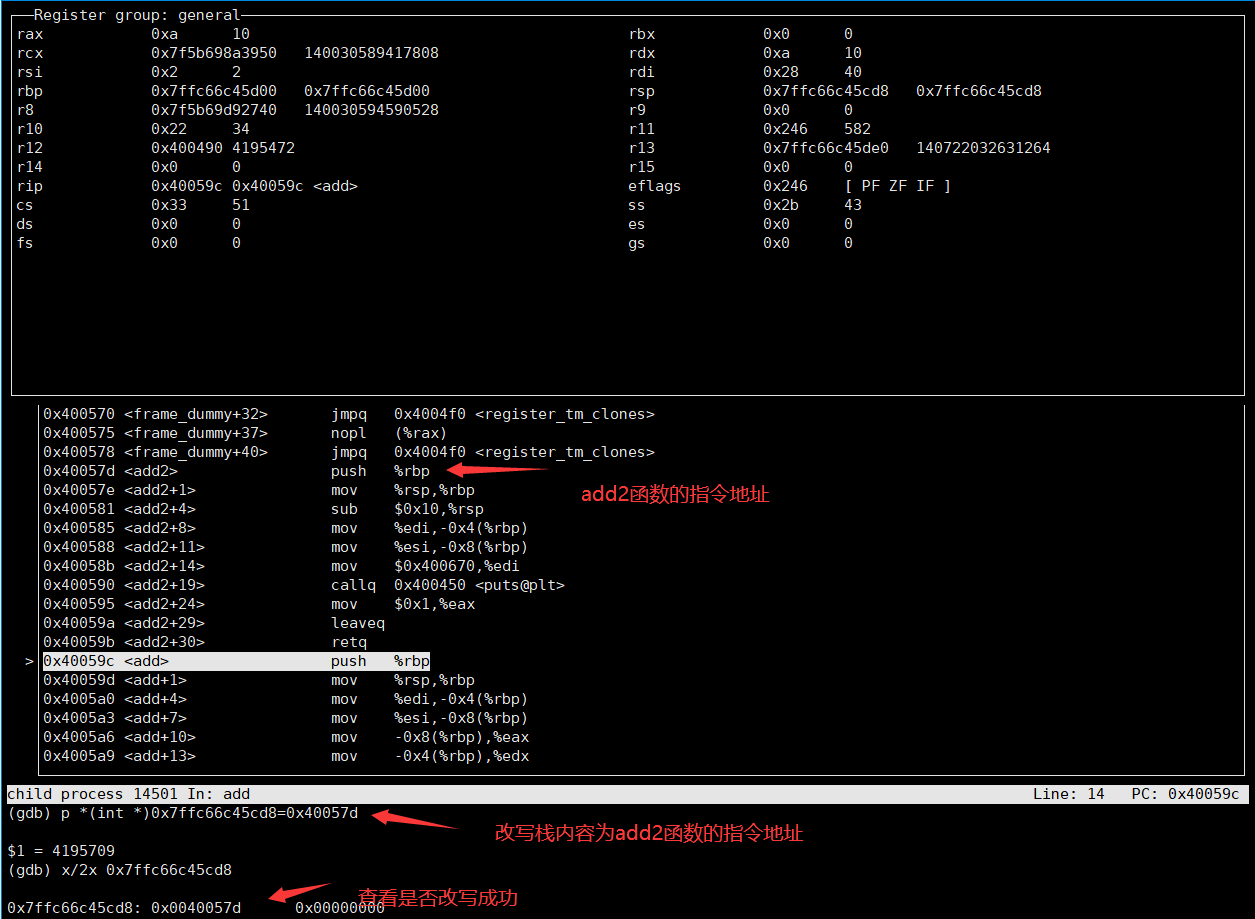 Register group: general
rax 0xa 10 rbx 0x0 0
rcx 0x7f5b698a3950 140030589417808 rdx 0xa 10
rsi 0x2 2 rdi 0x28 40
rbp 0x7ffc66c45d00 0x7ffc66c45d00 rsp 0x7ffc66c45cd8 0x7ffc66c45cd8
r8 0x7f5b69d92740 140030594590528 r9 0x0 0
r10 0x22 34 r11 0x246 582
r12 0x400490 4195472 r13 0x7ffc66c45de0 140722032631264
r14 0x0 0 r15 0x0 0
rip 0x40059c 0x40059c <add> eflags 0x246 [ PF ZF IF ]
cs 0x33 51 ss 0x2b 43
ds 0x0 0 es 0x0 0
fs 0x0 0 gs 0x0 0
0x400570 <frame_dummy+32> jmpq 0x4004f0 <register_tm_clones>
0x400575 <frame_dummy+37> nopl (%rax)
0x400578 <frame_dummy+40> jmpq 0x4004f0 <register_tm_clones>
0x40057d <add2> push %rbp
0x40057e <add2+1> mov %rsp,%rbp
add2函数的指令地址
0x400581 <add2+4> sub $0x10,%rsp
0x400585 <add2+8> mov %edi,-0x4(%rbp)
0x400588 <add2+11> mov %esi,-0x8(%rbp)
0x40058b <add2+14> mov $0x400670,%edi
0x400590 <add2+19> callq 0x400450 <puts@plt>
0x400595 <add2+24> mov $0x1,%eax
0x40059a <add2+29> leaveq
0x40059b <add2+30> retq
> 0x40059c <add> push %rbp
0x40059d <add+1> mov %rsp,%rbp
0x4005a0 <add+4> mov %edi,-0x4(%rbp)
0x4005a3 <add+7> mov %esi,-0x8(%rbp)
0x4005a6 <add+10> mov -0x8(%rbp),%eax
0x4005a9 <add+13> mov -0x4(%rbp),%edx
child process 14501 In: add Line: 14 PC: 0x40059c
(gdb) p *(int *)0x7ffc66c45cd8=0x40057d
改写栈内容为add2函数的指令地址
$1 = 4195709
(gdb) x/2x 0x7ffc66c45cd8
查看是否改写成功
0x7ffc66c45cd8: 0x0040057d 0x00000000